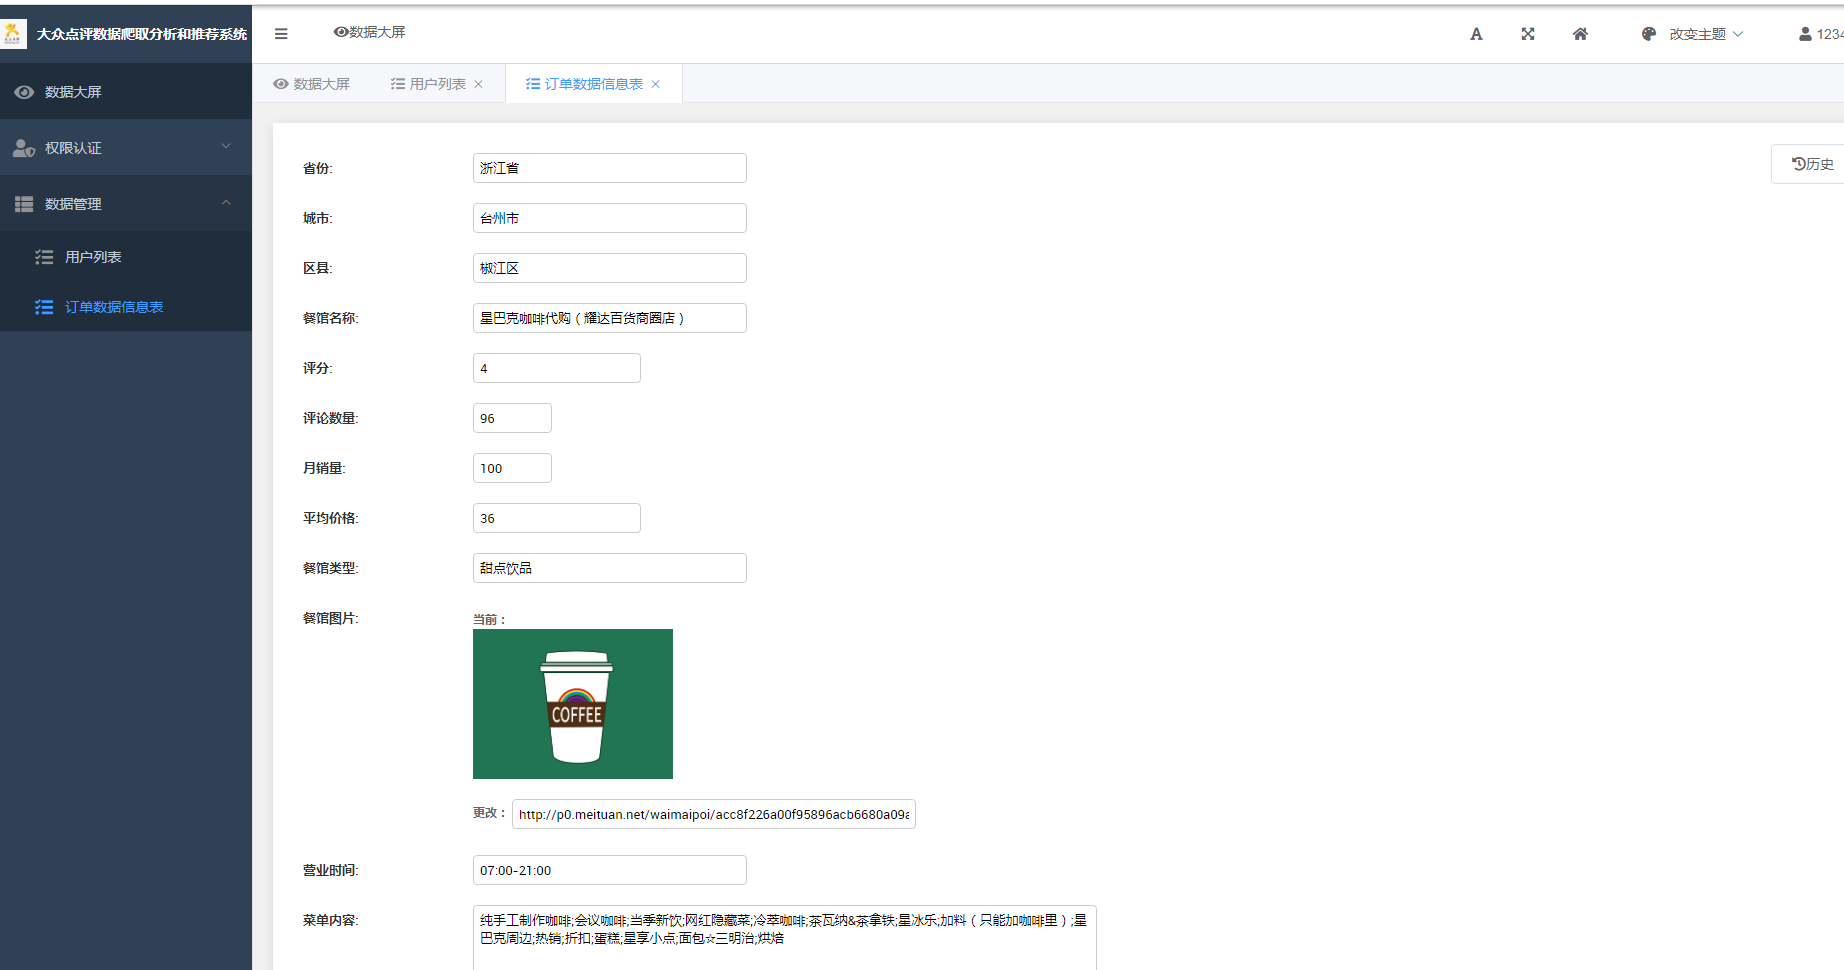 大众点评数据爬取分析和推荐系统
数据大屏
改变主题
1234
数据大屏
用户列表
订单数据信息表
数据大屏
权限认证
数据管理
用户列表
订单数据信息表
历史
省份: 浙江省
城市: 台州市
区县: 椒江区
餐馆名称: 星巴克咖啡代购（耀达百货商圈店）
评分: 4
评论数量: 96
月销量: 100
平均价格: 36
餐馆类型: 甜点饮品
餐馆图片: 当前：
COFFEE
更改： http://p0.meituan.net/waimaipoi/acc8f226a00f95896acb6680a09a
营业时间: 07:00-21:00
菜单内容: 纯手工制作咖啡;会议咖啡;当季新饮;网红隐藏菜;冷萃咖啡;茶瓦纳&茶拿铁;星冰乐;加料（只能加咖啡里）;星
巴克周边;热销;折扣;蛋糕;星享小点;面包☆三明治;烘焙